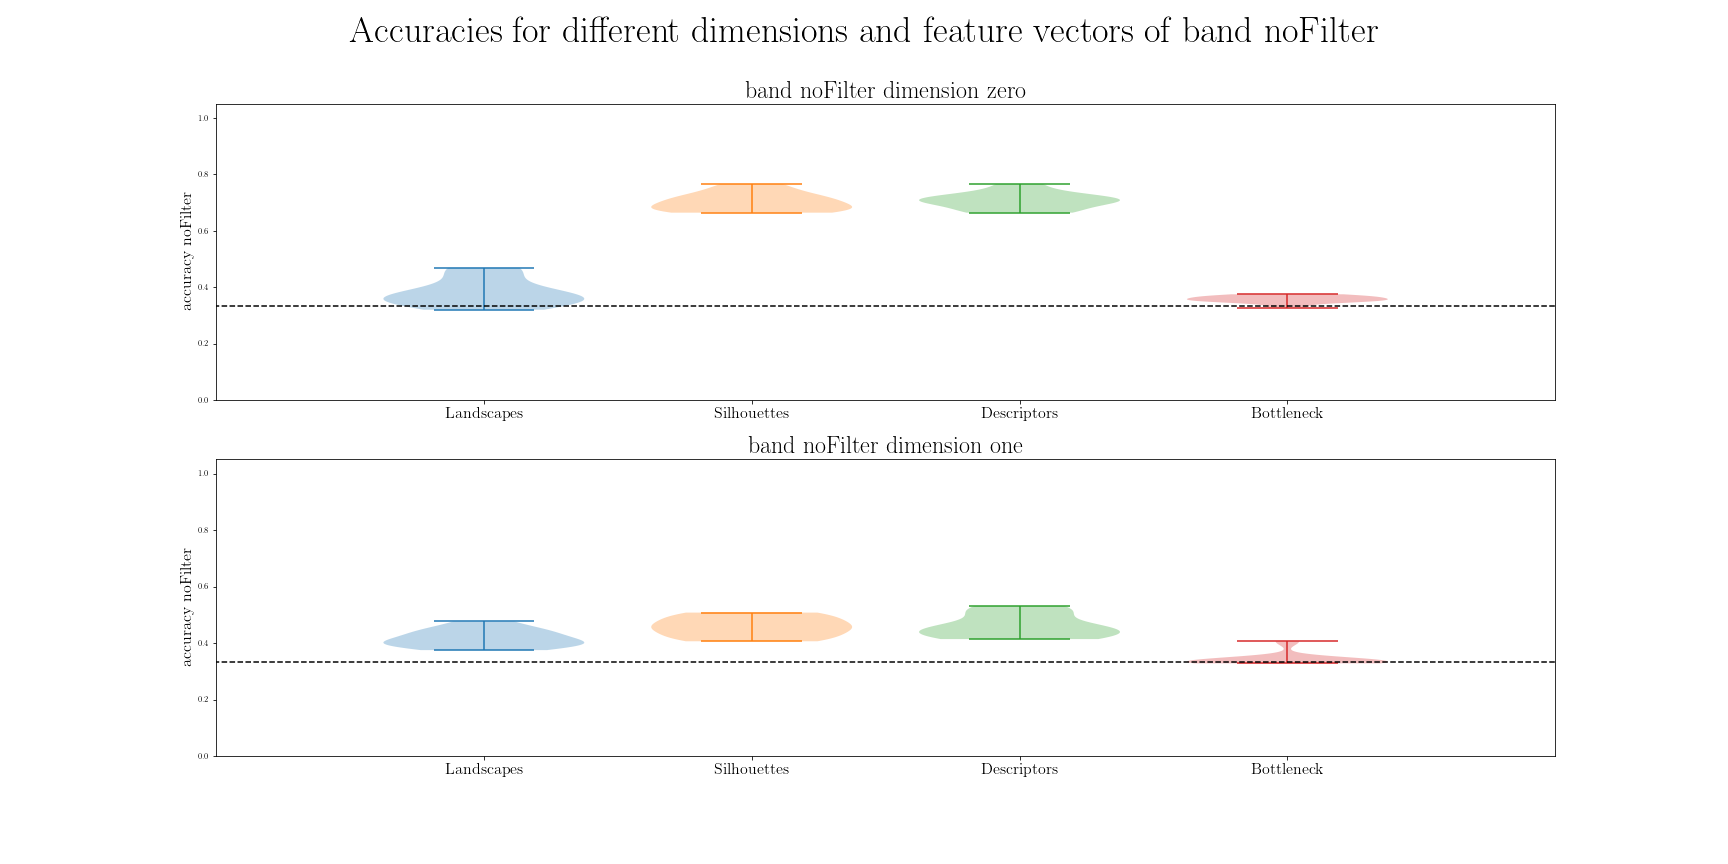 Accuracies for different dimensions and feature vectors of band noFilter
band noFilter dimension zero
accuracy noFilter
1.0
0.8
0.6
0.4
0.2
0.0
Landscapes Silhouettes Descriptors Bottleneck
band noFilter dimension one
accuracy noFilter
1.0
0.8
0.6
0.4
0.2
0.0
Landscapes Silhouettes Descriptors Bottleneck